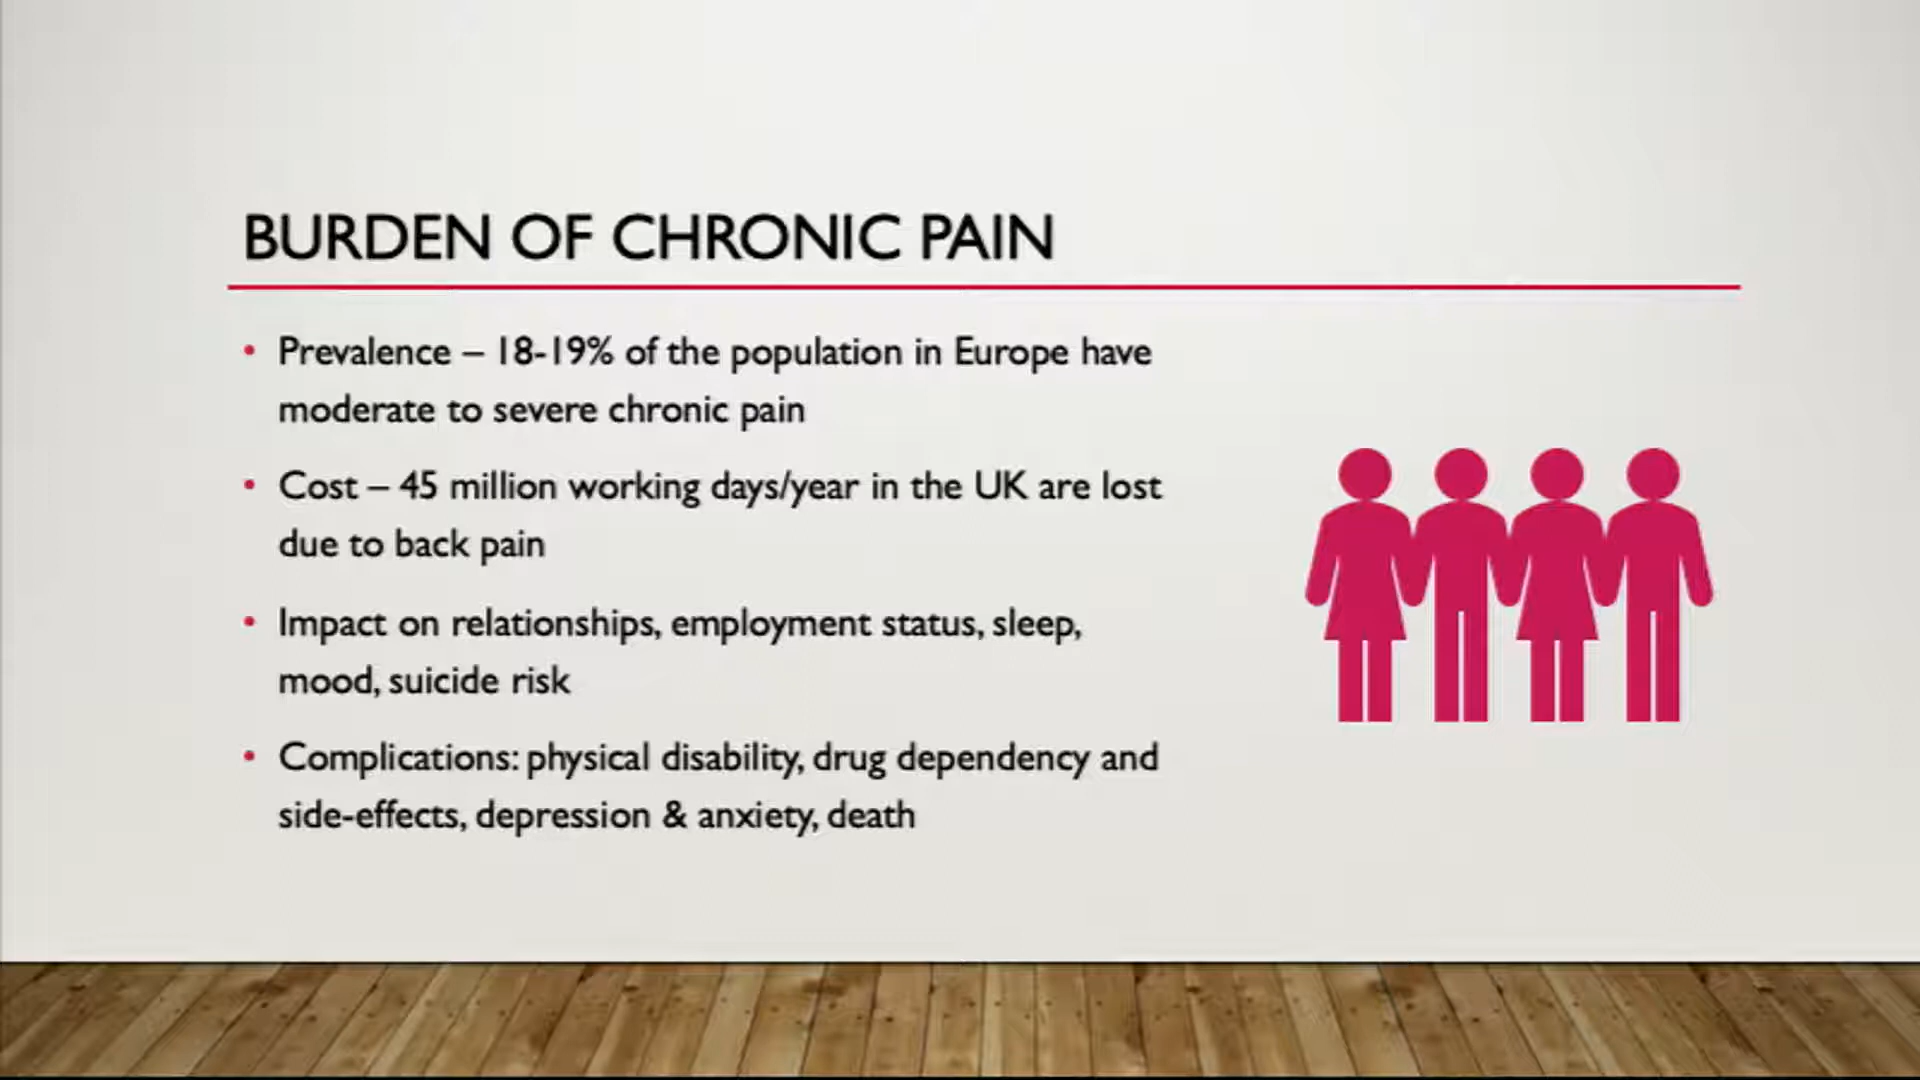 BURDEN OF CHRONIC PAIN
• Prevalence – 18-19% of the population in Europe have
moderate to severe chronic pain
• Cost – 45 million working days/year in the UK are lost
due to back pain
• Impact on relationships, employment status, sleep,
mood, suicide risk
• Complications: physical disability, drug dependency and
side-effects, depression & anxiety, death